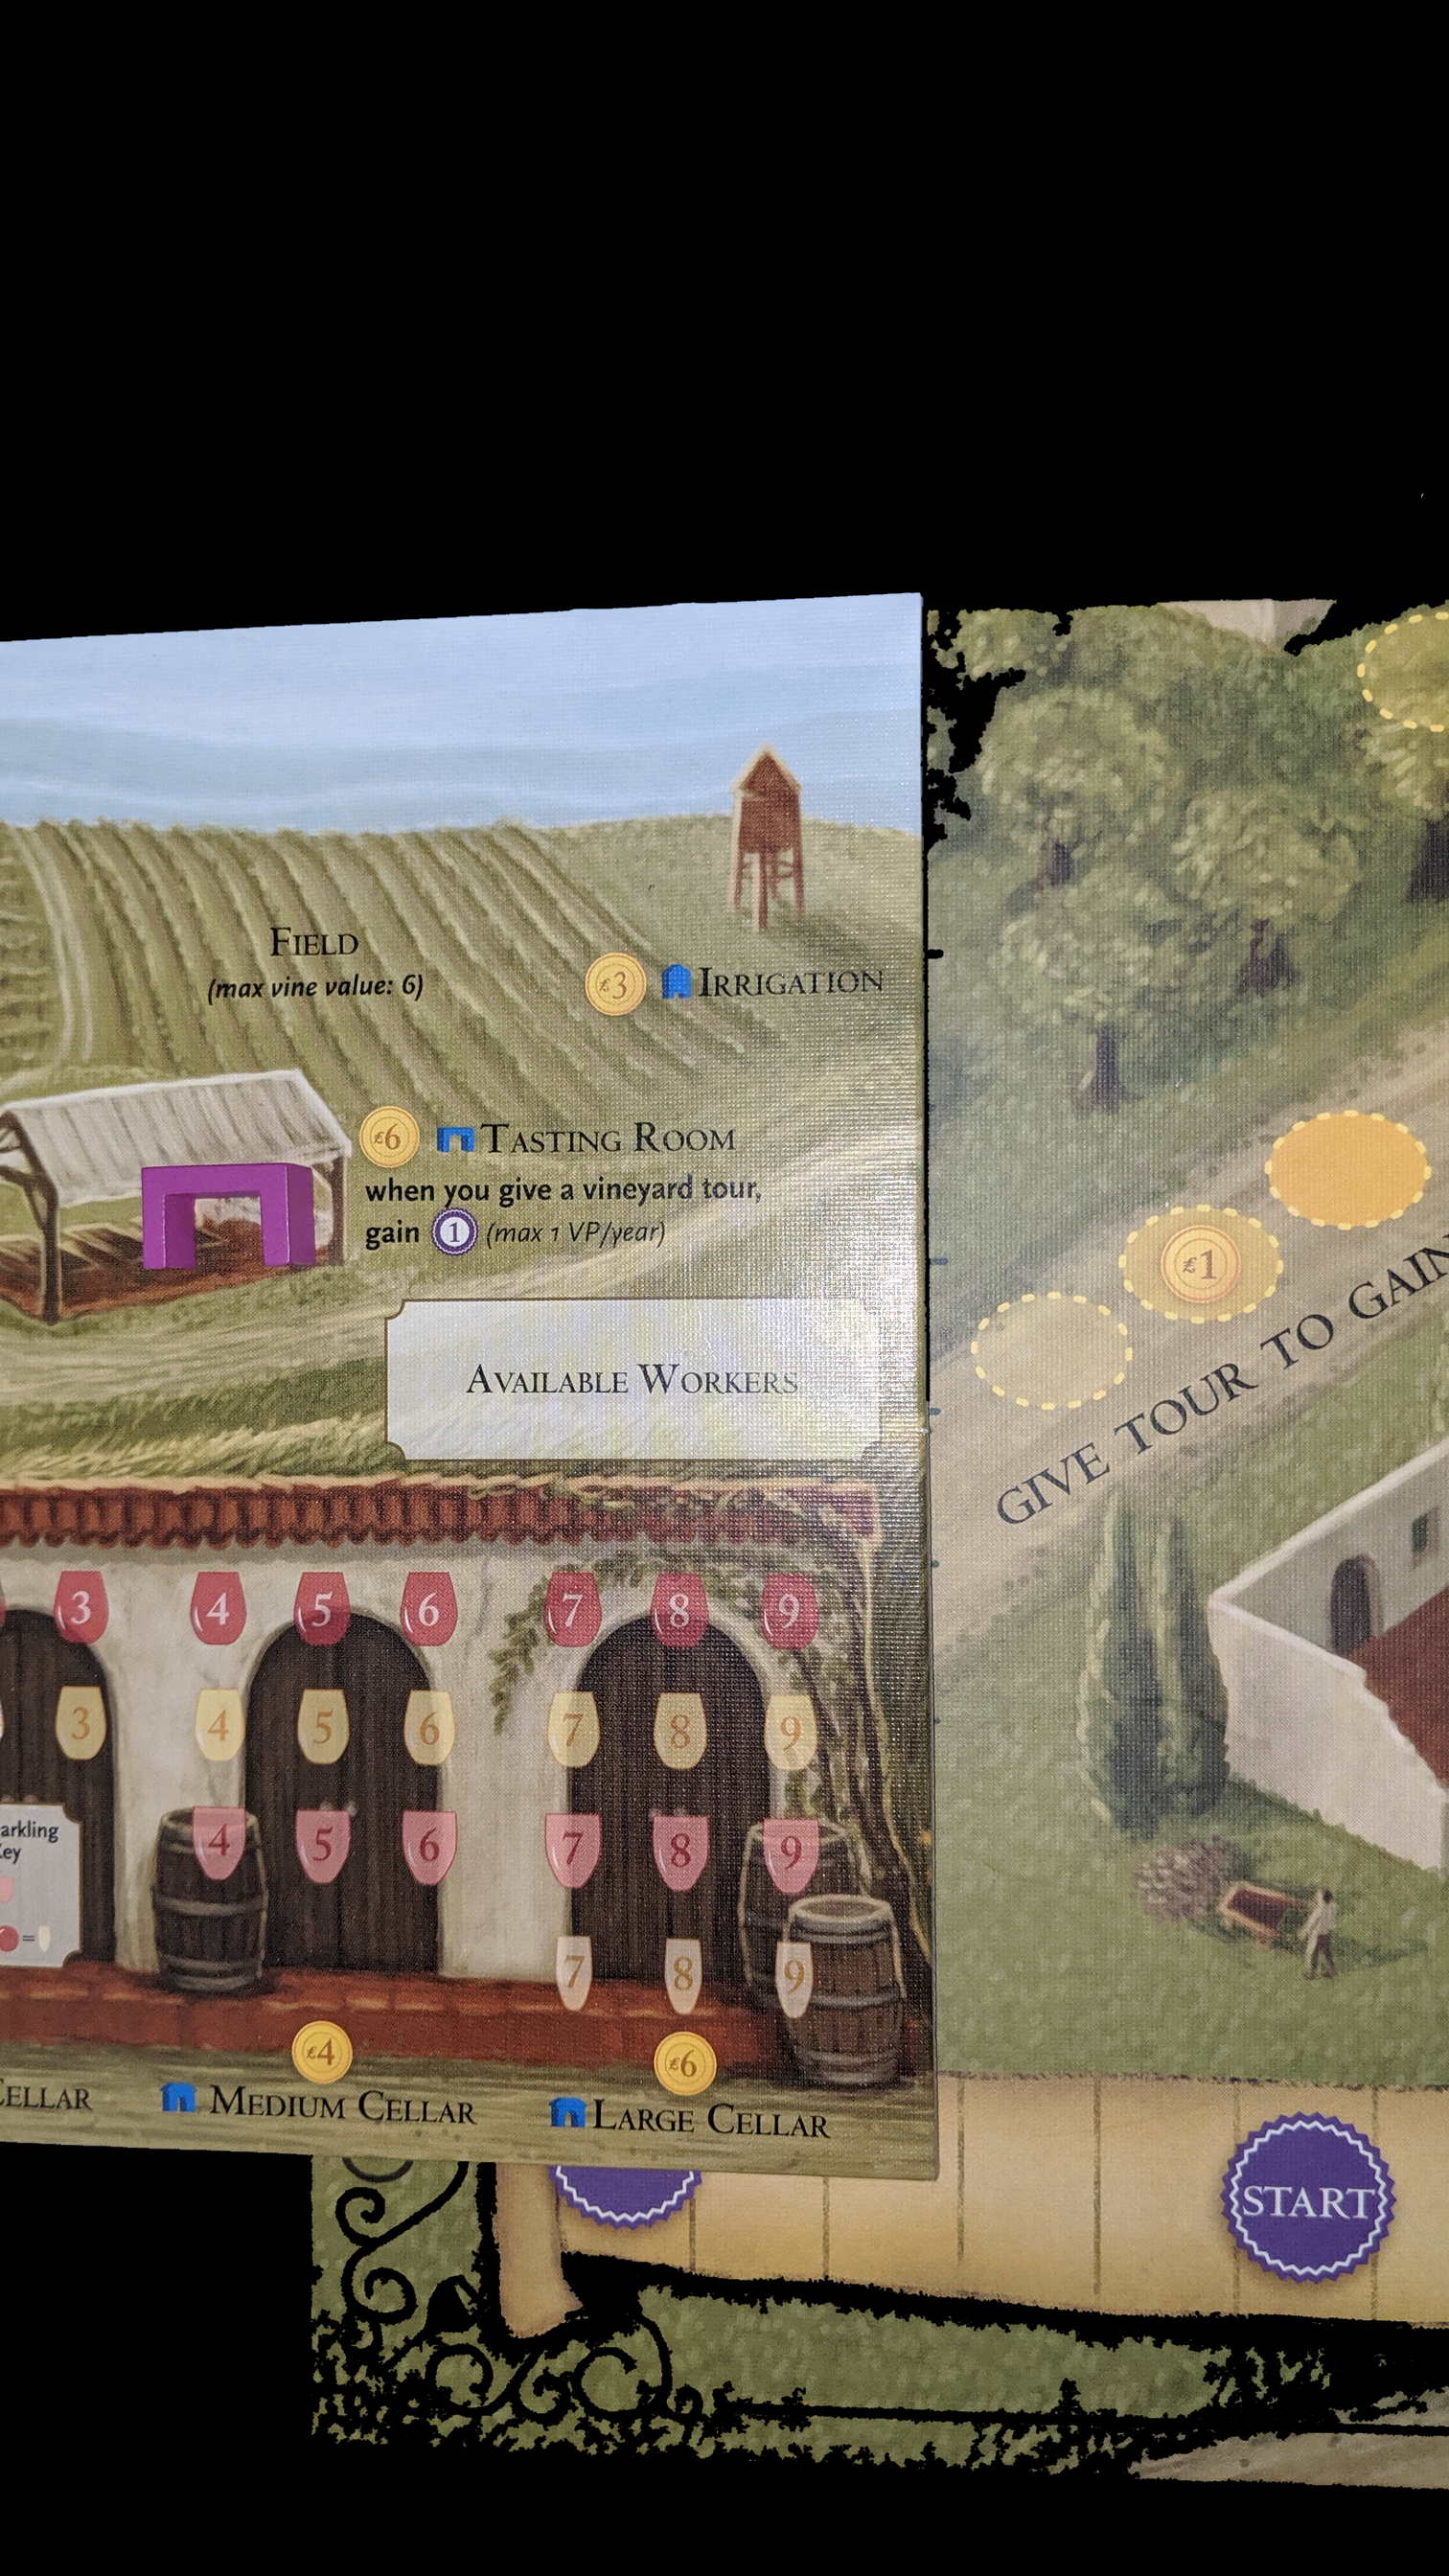 FIELD
(max vine value: 6)
£3 IRRIGATION
£6 TASTING ROOM
when you give a vineyard tour,
gain 1 (max 1 VP/year)
AVAILABLE WORKERS
3 4 5 6 7 8 9
3 4 5 6 7 8 9
4 5 6 7 8 9
7 8 9
arkling
ey
=
£4
£6
ELLAR
MEDIUM CELLAR
LARGE CELLAR
£1
GIVE TOUR TO GAIN
START